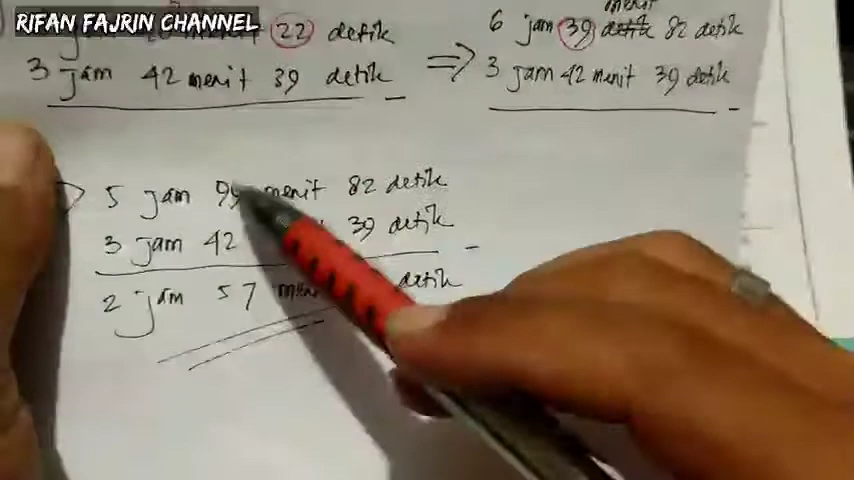 RIFAN FAJRIN CHANNEL
22 detik
3 jam 42 menit 39 detik
menit
6 jam 39 detik 82 detik
3 jam 42 menit 39 detik
5 jam 99 menit 82 detik
3 jam 42 39 detik
2 jam 57 detik